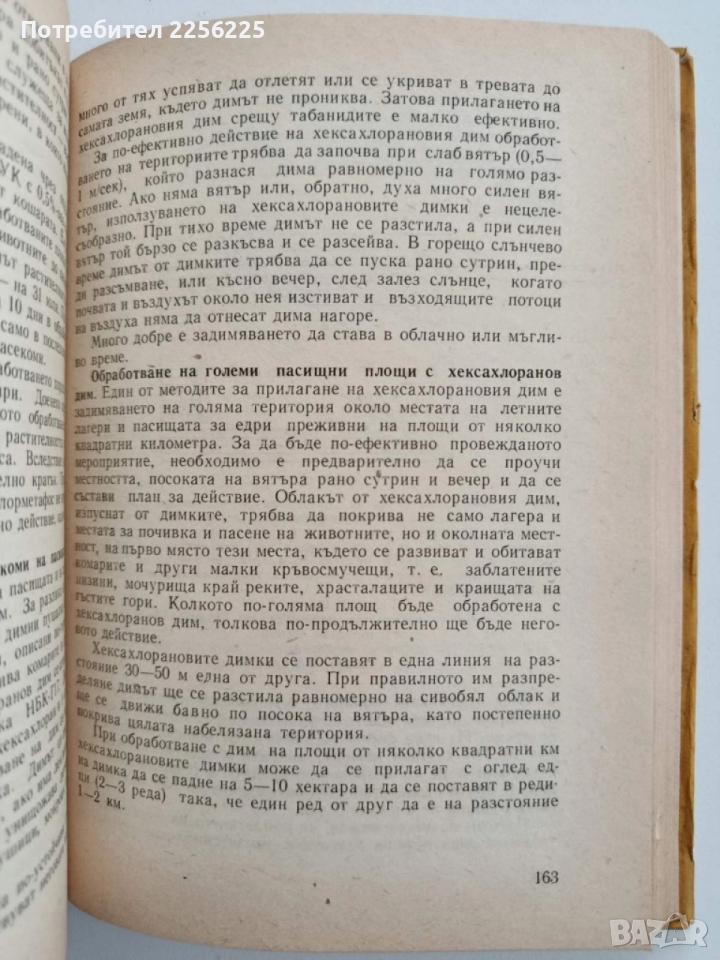 Потребител 2256225
много от тях успяват да отлетят или се укриват в тревата до
самата земя, където димът не прониква. Затова прилагането на
хексахлорановия дим срещу табанидите е малко ефективно.
За по-ефективно действие на хексахлорановия дим обработ-
ването на териториите трябва да започва при слаб вятър (0,5—
1 м/сек), който разнася дима равномерно на голямо раз-
стояние. Ако няма вятър или, обратно, духа много силен вя-
тър, използуването на хексахлорановите димки е нецеле-
съобразно. При тихо време димът не се разстила, а при силен
вятър той бързо се разкъсва и се разсейва. В горещо слънчево
време димът от димките трябва да се пуска рано сутрин, пре-
ди разсъмване, или късно вечер, след залез слънце, когато
почвата и въздухът около нея изстиват и възходящите потоци
на въздуха няма да отнесат дима нагоре.
Много добре е задимяването да става в облачно или мъгли-
во време.
Обработване на големи пасищни площи с хексахлоранов
дим. Един от методите за прилагане на хексахлорановия дим е
задимяването на голяма територия около местата на летните
лагери и пасищата за едри преживни на площи от няколко
квадратни километра. За да бъде по-ефективно провежданото
мероприятие, необходимо е предварително да се проучи
местността, посоката на вятъра рано сутрин и вечер и да се
състави план за действие. Облакът от хексахлорановия дим,
изпуснат от димките, трябва да покрива не само лагера и
местата за почивка и пасене на животните, но и околната мест-
ност, на първо място тези места, където се развиват и обитават
комарите и други малки кръвосмучещи, т. е. заблатените
низини, мочурища край реките, храсталаците и краищата на
гъстите гори. Колкото по-голяма площ бъде обработена с
хексахлоранов дим, толкова по-продължително ще бъде него-
вото действие.
Хексахлорановите димки се поставят в една линия на раз-
стояние 30—50 м една от друга. При правилното им разпре-
деляне димът ще се разстила равномерно на сивобял облак и
ще се движи бавно по посока на вятъра, като постепенно
покрива цялата набелязана територия.
При обработване с дим на площи от няколко квадратни км
хексахлорановите димки може да се прилагат с оглед ед-
на димка да се падне на 5—10 хектара и да се поставят в реди-
ци (2—3 реда) така, че един ред от друг да е на разстояние
1—2 км.
163
BAZAR